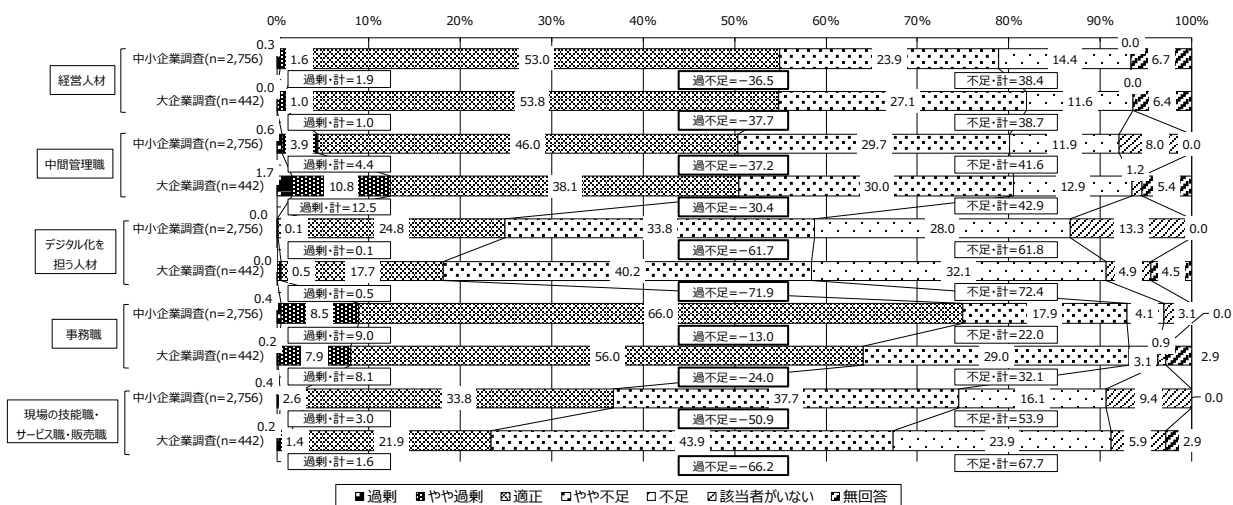 0% 10% 20% 30% 40% 50% 60% 70% 80% 90% 100%
経営人材
中小企業調査(n=2,756) 0.3 1.6 53.0 23.9 14.4 0.0 6.7
過剰・計=1.9 過不足=−36.5 不足・計=38.4
大企業調査(n=442) 0.0 1.0 53.8 27.1 11.6 0.0 6.4
過剰・計=1.0 過不足=−37.7 不足・計=38.7
中間管理職
中小企業調査(n=2,756) 0.6 3.9 46.0 29.7 11.9 8.0 0.0
過剰・計=4.4 過不足=−37.2 不足・計=41.6
大企業調査(n=442) 1.7 10.8 38.1 30.0 12.9 1.2 5.4
過剰・計=12.5 過不足=−30.4 不足・計=42.9
デジタル化を
担う人材
中小企業調査(n=2,756) 0.0 0.1 24.8 33.8 28.0 13.3 0.0
過剰・計=0.1 過不足=−61.7 不足・計=61.8
大企業調査(n=442) 0.0 0.5 17.7 40.2 32.1 4.9 4.5
過剰・計=0.5 過不足=−71.9 不足・計=72.4
事務職
中小企業調査(n=2,756) 0.4 8.5 66.0 17.9 4.1 3.1 0.0
過剰・計=9.0 過不足=−13.0 不足・計=22.0
大企業調査(n=442) 0.2 7.9 56.0 29.0 3.1 0.9 2.9
過剰・計=8.1 過不足=−24.0 不足・計=32.1
現場の技能職・
サービス職・販売職
中小企業調査(n=2,756) 0.4 2.6 33.8 37.7 16.1 9.4 0.0
過剰・計=3.0 過不足=−50.9 不足・計=53.9
大企業調査(n=442) 0.2 1.4 21.9 43.9 23.9 5.9 2.9
過剰・計=1.6 過不足=−66.2 不足・計=67.7
過剰 やや過剰 適正 やや不足 不足 該当者がいない 無回答